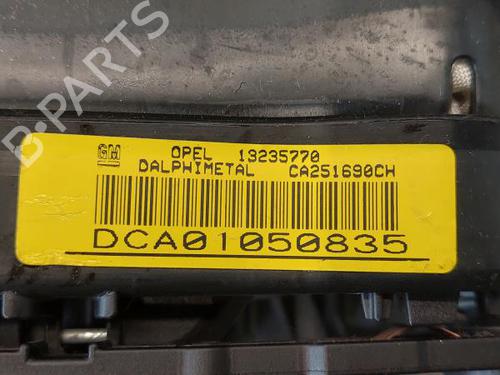 B-PARTS
GM OPEL 13235770
DALPHIMETAL CA251690CH
DCA01050835